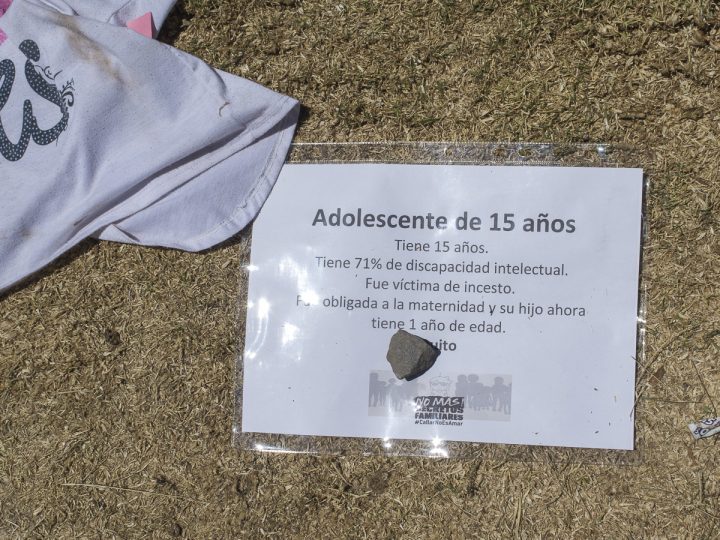 Adolescente de 15 años
Tiene 15 años.
Tiene 71% de discapacidad intelectual.
Fue víctima de incesto.
obligada a la maternidad y su hijo ahora
tiene 1 año de edad.
NO MÁS
SECRETOS
FAMILIARES
#CallarNoEsAmar